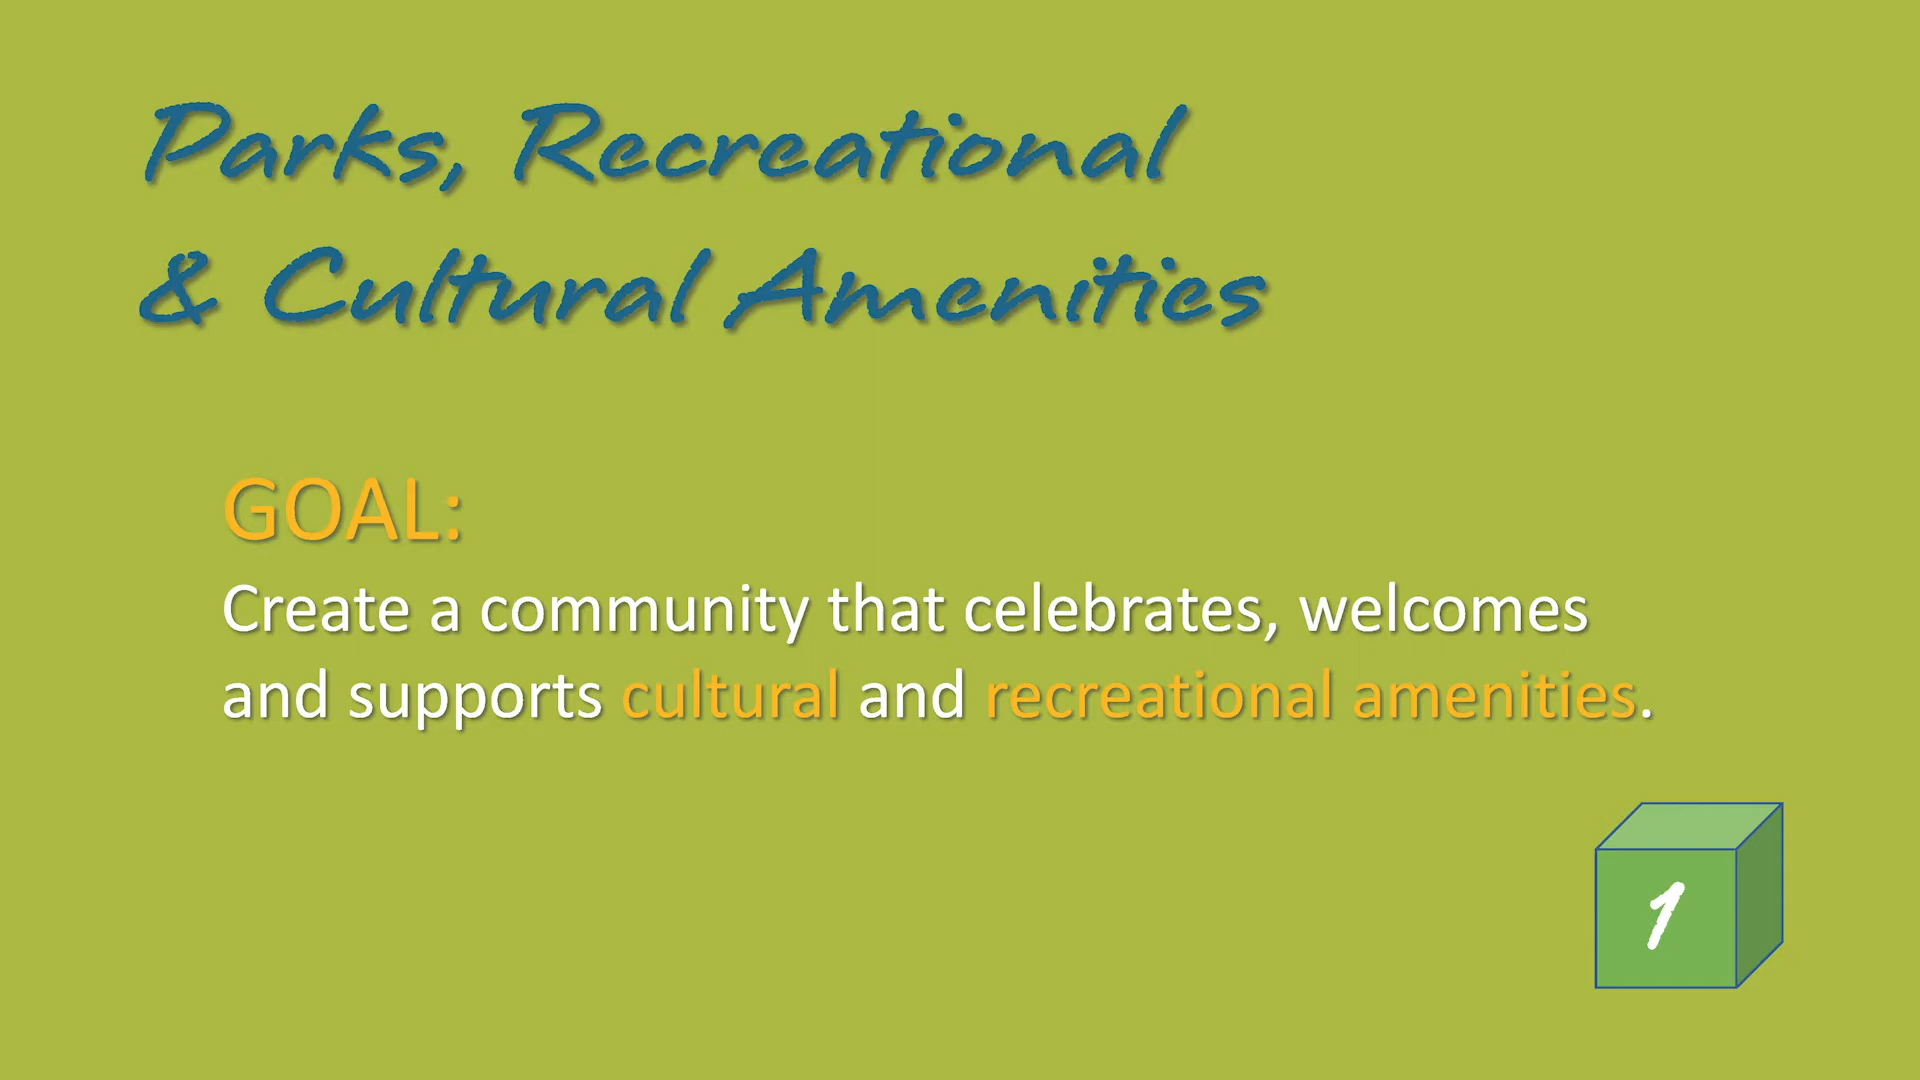 Parks, Recreational
& Cultural Amenities
GOAL:
Create a community that celebrates, welcomes
and supports cultural and recreational amenities.
1